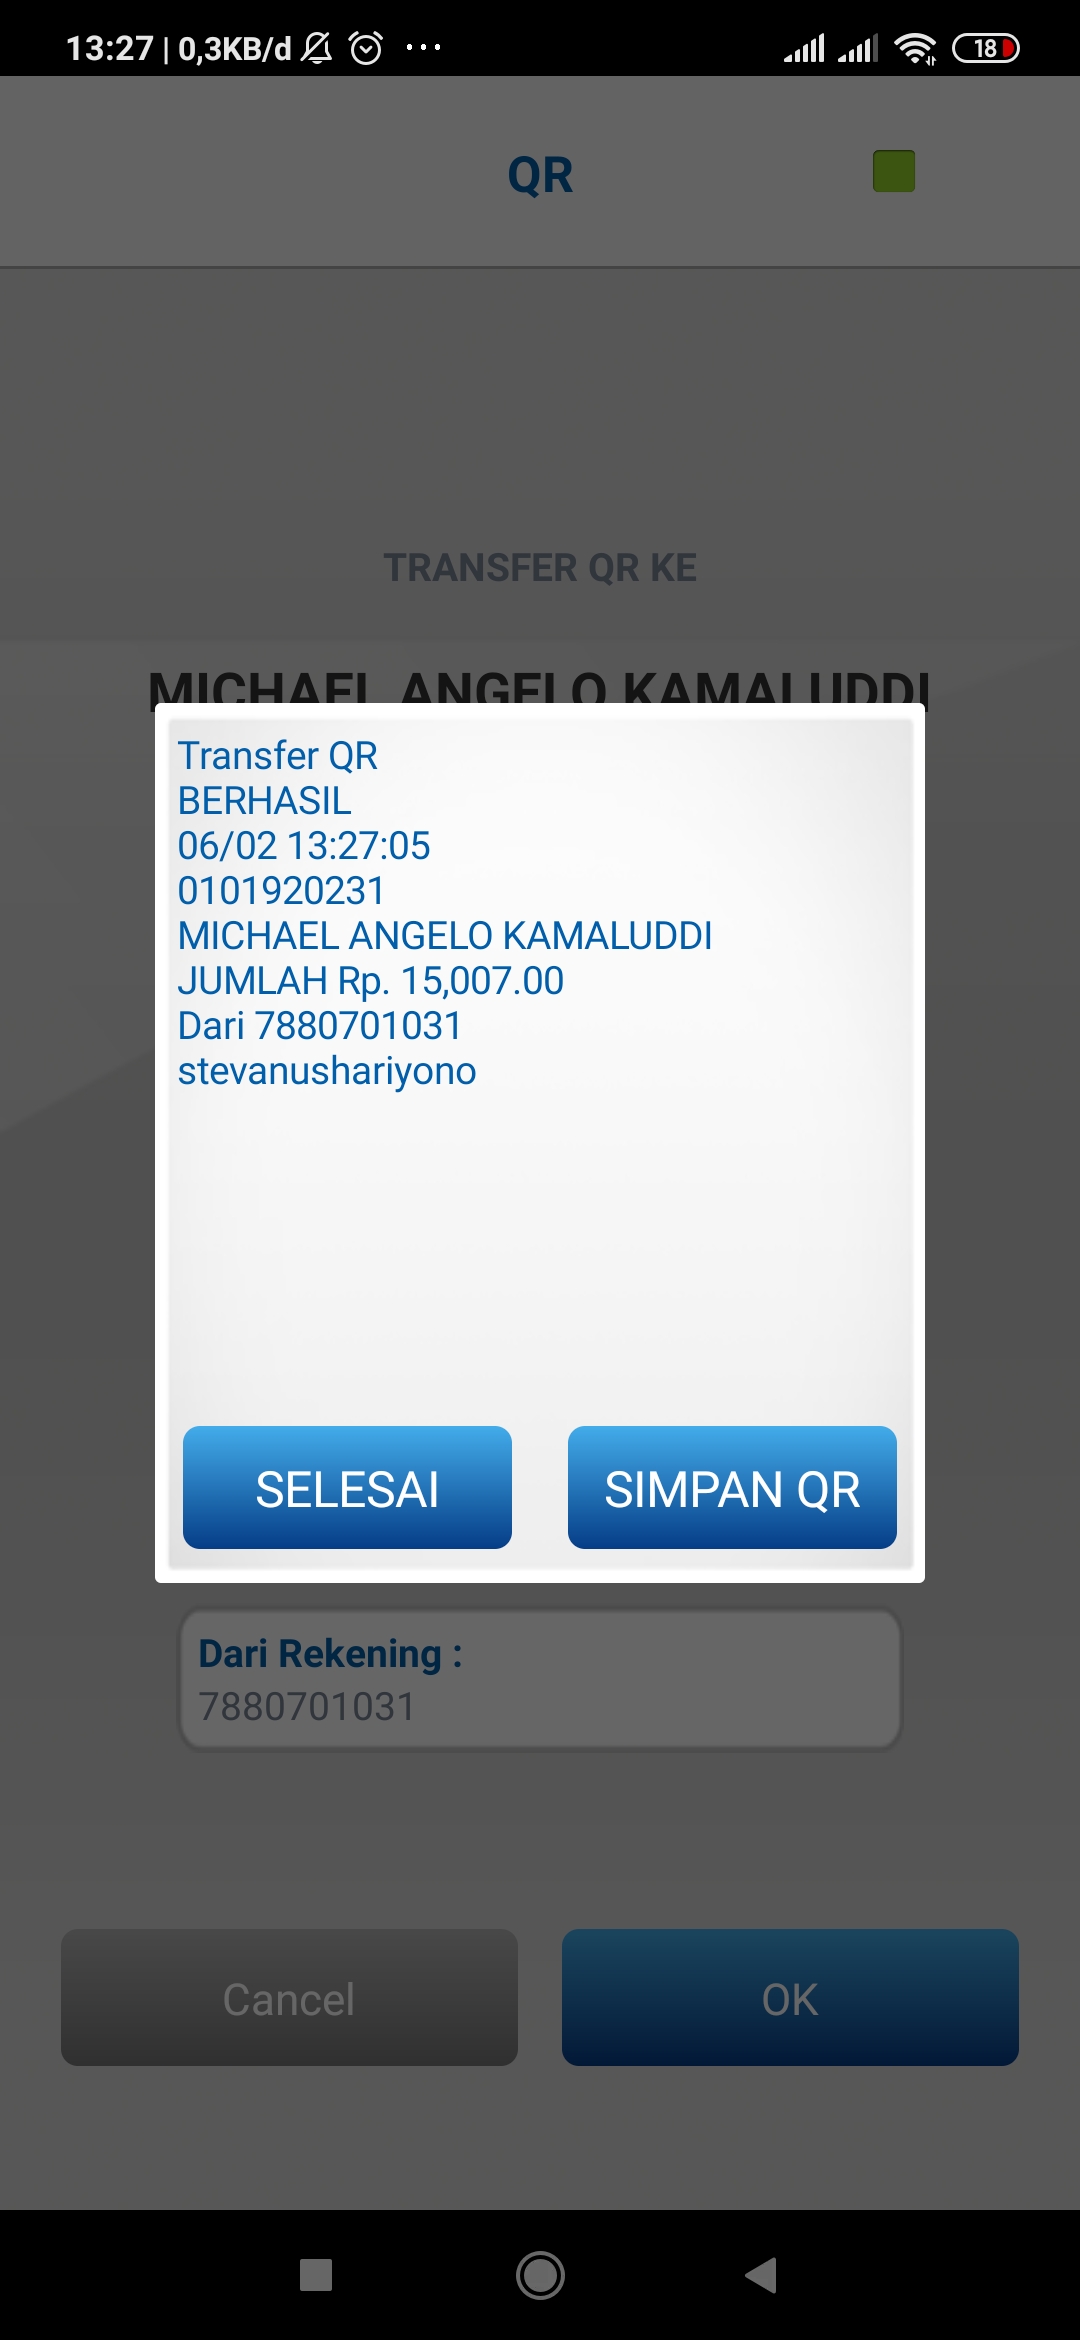 13:27 | 0,3KB/d
18
QR
TRANSFER QR KE
MICHAEL ANGELO KAMALUDDI
Transfer QR
BERHASIL
06/02 13:27:05
0101920231
MICHAEL ANGELO KAMALUDDI
JUMLAH Rp. 15,007.00
Dari 7880701031
stevanushariyono
SELESAI
SIMPAN QR
Dari Rekening :
7880701031
Cancel
OK